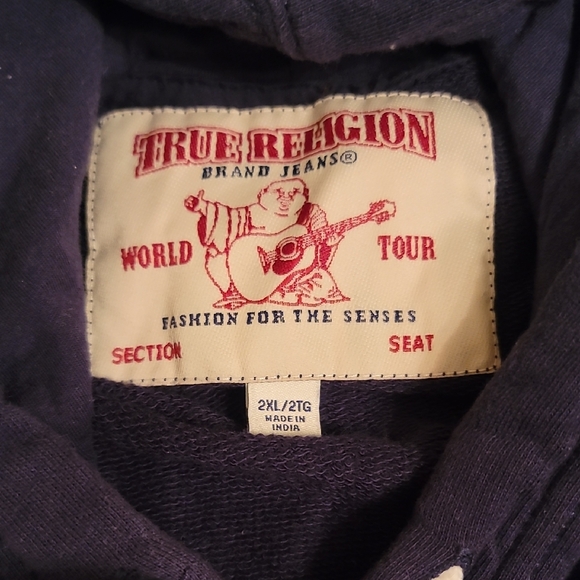 TRUE RELIGION
BRAND JEANS®
WORLD TOUR
FASHION FOR THE SENSES
SECTION SEAT
2XL/2TG
MADE IN
INDIA